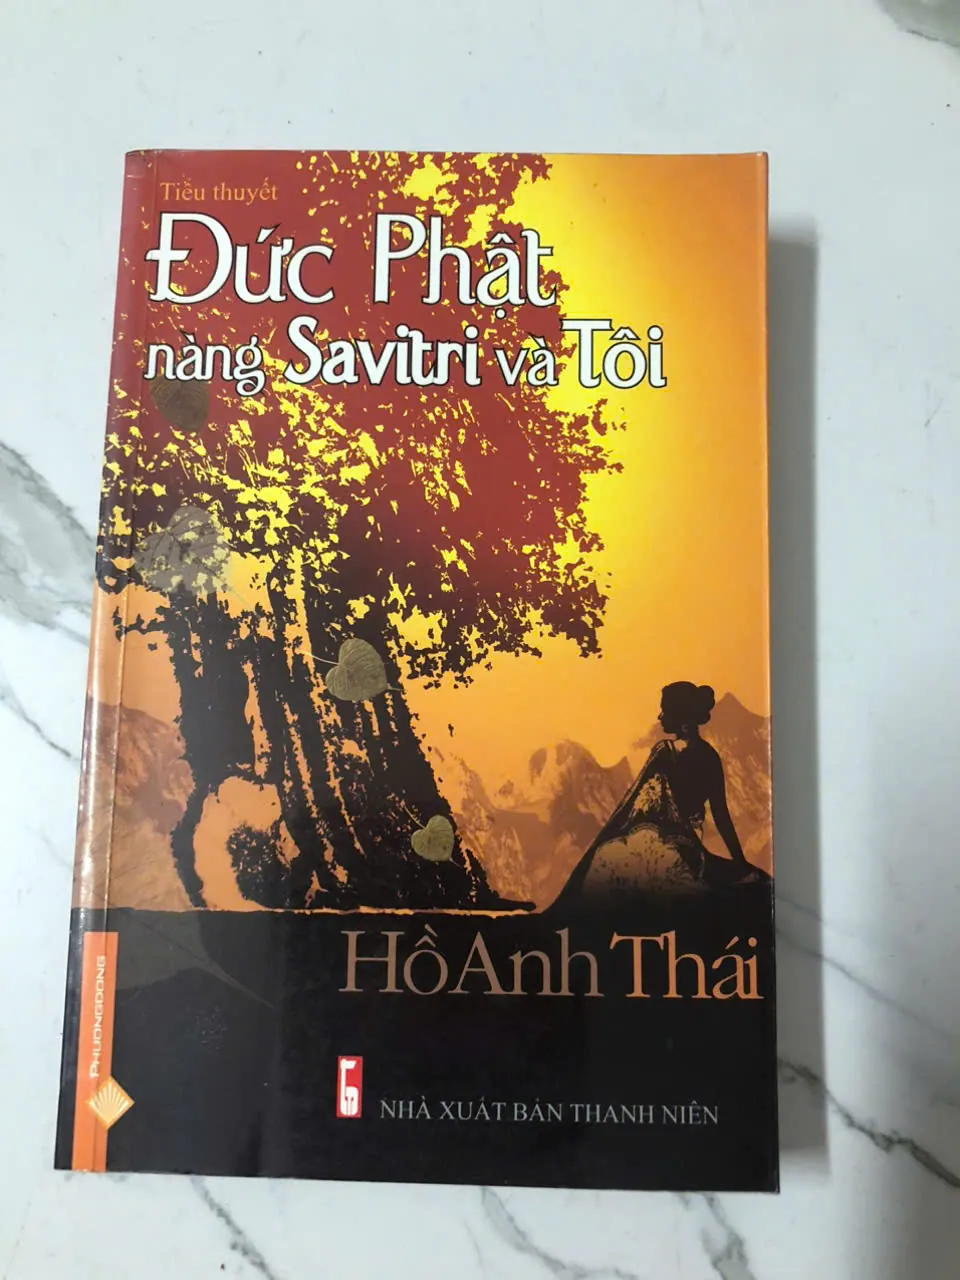 Tiểu thuyết
Đức Phật
nàng Savitri và Tôi
Hồ Anh Thái
PHUONGDONG
NHÀ XUẤT BẢN THANH NIÊN